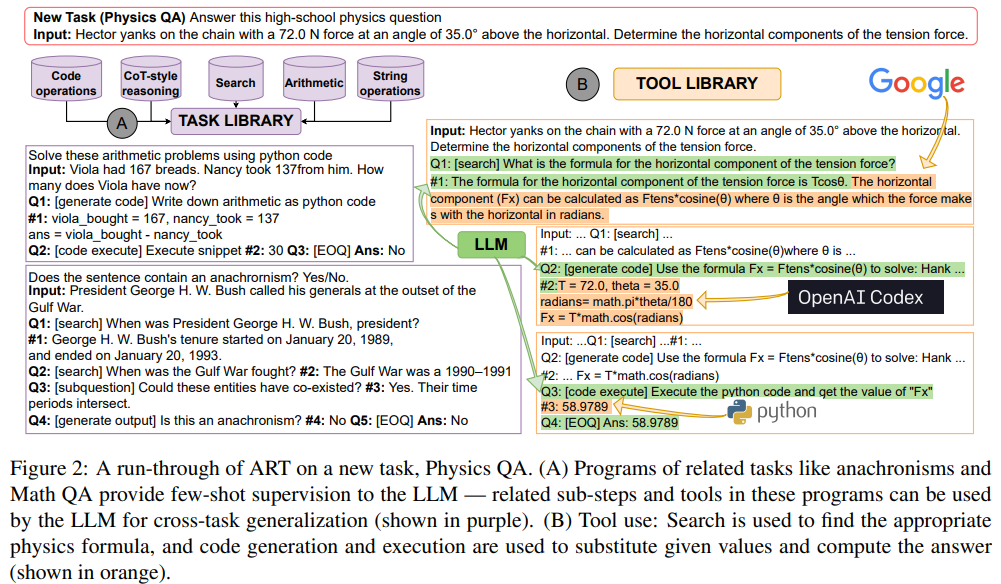 New Task (Physics QA) Answer this high-school physics question
Input: Hector yanks on the chain with a 72.0 N force at an angle of 35.0° above the horizontal. Determine the horizontal components of the tension force.
Code operations
CoT-style reasoning
Search
Arithmetic
String operations
A
TASK LIBRARY
B
TOOL LIBRARY
Google
Solve these arithmetic problems using python code
Input: Viola had 167 breads. Nancy took 137from him. How
many does Viola have now?
Q1: [generate code] Write down arithmetic as python code
#1: viola_bought = 167, nancy_took = 137
ans = viola_bought - nancy_took
Q2: [code execute] Execute snippet #2: 30 Q3: [EOQ] Ans: No
Does the sentence contain an anachrornism? Yes/No.
Input: President George H. W. Bush called his generals at the outset of the
Gulf War.
Q1: [search] When was President George H. W. Bush, president?
#1: George H. W. Bush's tenure started on January 20, 1989,
and ended on January 20, 1993.
Q2: [search] When was the Gulf War fought? #2: The Gulf War was a 1990–1991
Q3: [subquestion] Could these entities have co-existed? #3: Yes. Their time
periods intersect.
Q4: [generate output] Is this an anachronism? #4: No Q5: [EOQ] Ans: No
LLM
Input: Hector yanks on the chain with a 72.0 N force at an angle of 35.0° above the horizontal.
Determine the horizontal components of the tension force.
Q1: [search] What is the formula for the horizontal component of the tension force?
#1: The formula for the horizontal component of the tension force is Tcosθ. The horizontal
component (Fx) can be calculated as Ftens*cosine(θ) where θ is the angle which the force make
s with the horizontal in radians.
Input: ... Q1: [search] ...
#1: ... can be calculated as Ftens*cosine(θ)where θ is ...
Q2: [generate code] Use the formula Fx = Ftens*cosine(θ) to solve: Hank ...
#2:T = 72.0, theta = 35.0
radians= math.pi*theta/180
Fx = T*math.cos(radians)
OpenAI Codex
Input: ...Q1: [search] ...#1: ...
Q2: [generate code] Use the formula Fx = Ftens*cosine(θ) to solve: Hank ...
#2: ... Fx = T*math.cos(radians)
Q3: [code execute] Execute the python code and get the value of "Fx"
#3: 58.9789
Q4: [EOQ] Ans: 58.9789
python
Figure 2: A run-through of ART on a new task, Physics QA. (A) Programs of related tasks like anachronisms and
Math QA provide few-shot supervision to the LLM — related sub-steps and tools in these programs can be used
by the LLM for cross-task generalization (shown in purple). (B) Tool use: Search is used to find the appropriate
physics formula, and code generation and execution are used to substitute given values and compute the answer
(shown in orange).